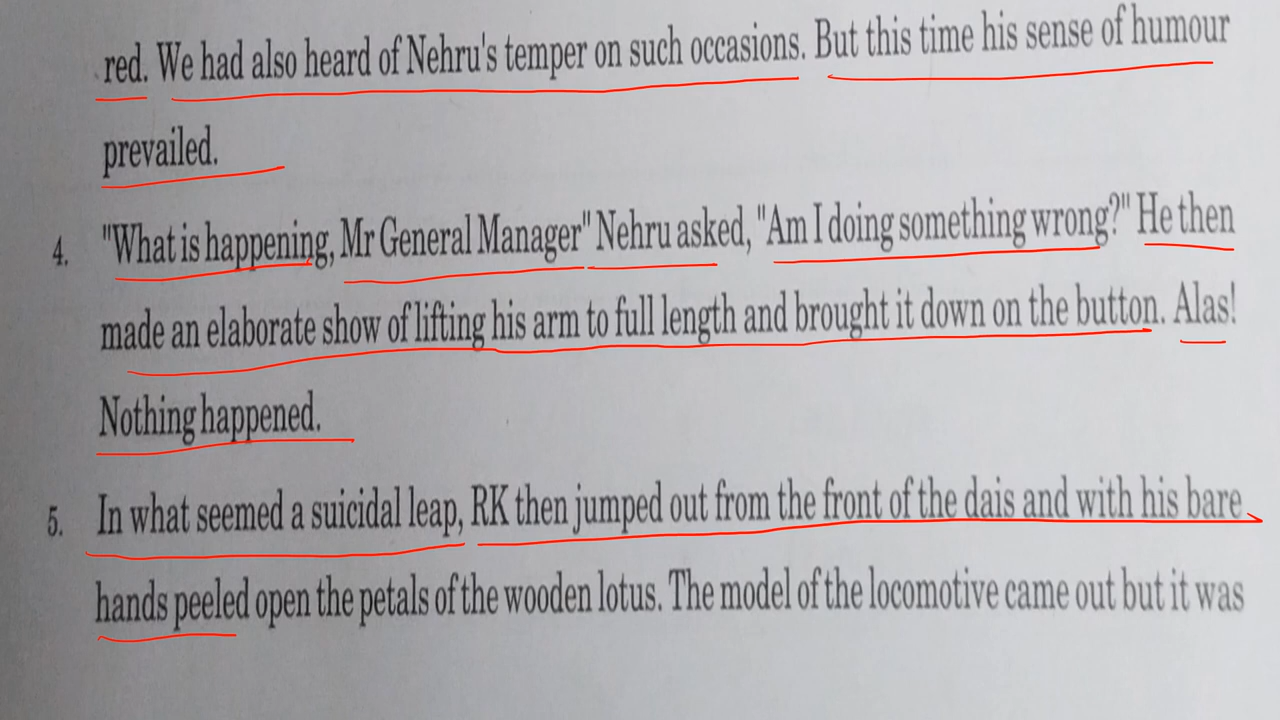 red. We had also heard of Nehru's temper on such occasions. But this time his sense of humour
prevailed.
4. "What is happening, Mr General Manager" Nehru asked, "Am I doing something wrong?" He then
made an elaborate show of lifting his arm to full length and brought it down on the button. Alas!
Nothing happened.
5. In what seemed a suicidal leap, RK then jumped out from the front of the dais and with his bare
hands peeled open the petals of the wooden lotus. The model of the locomotive came out but it was